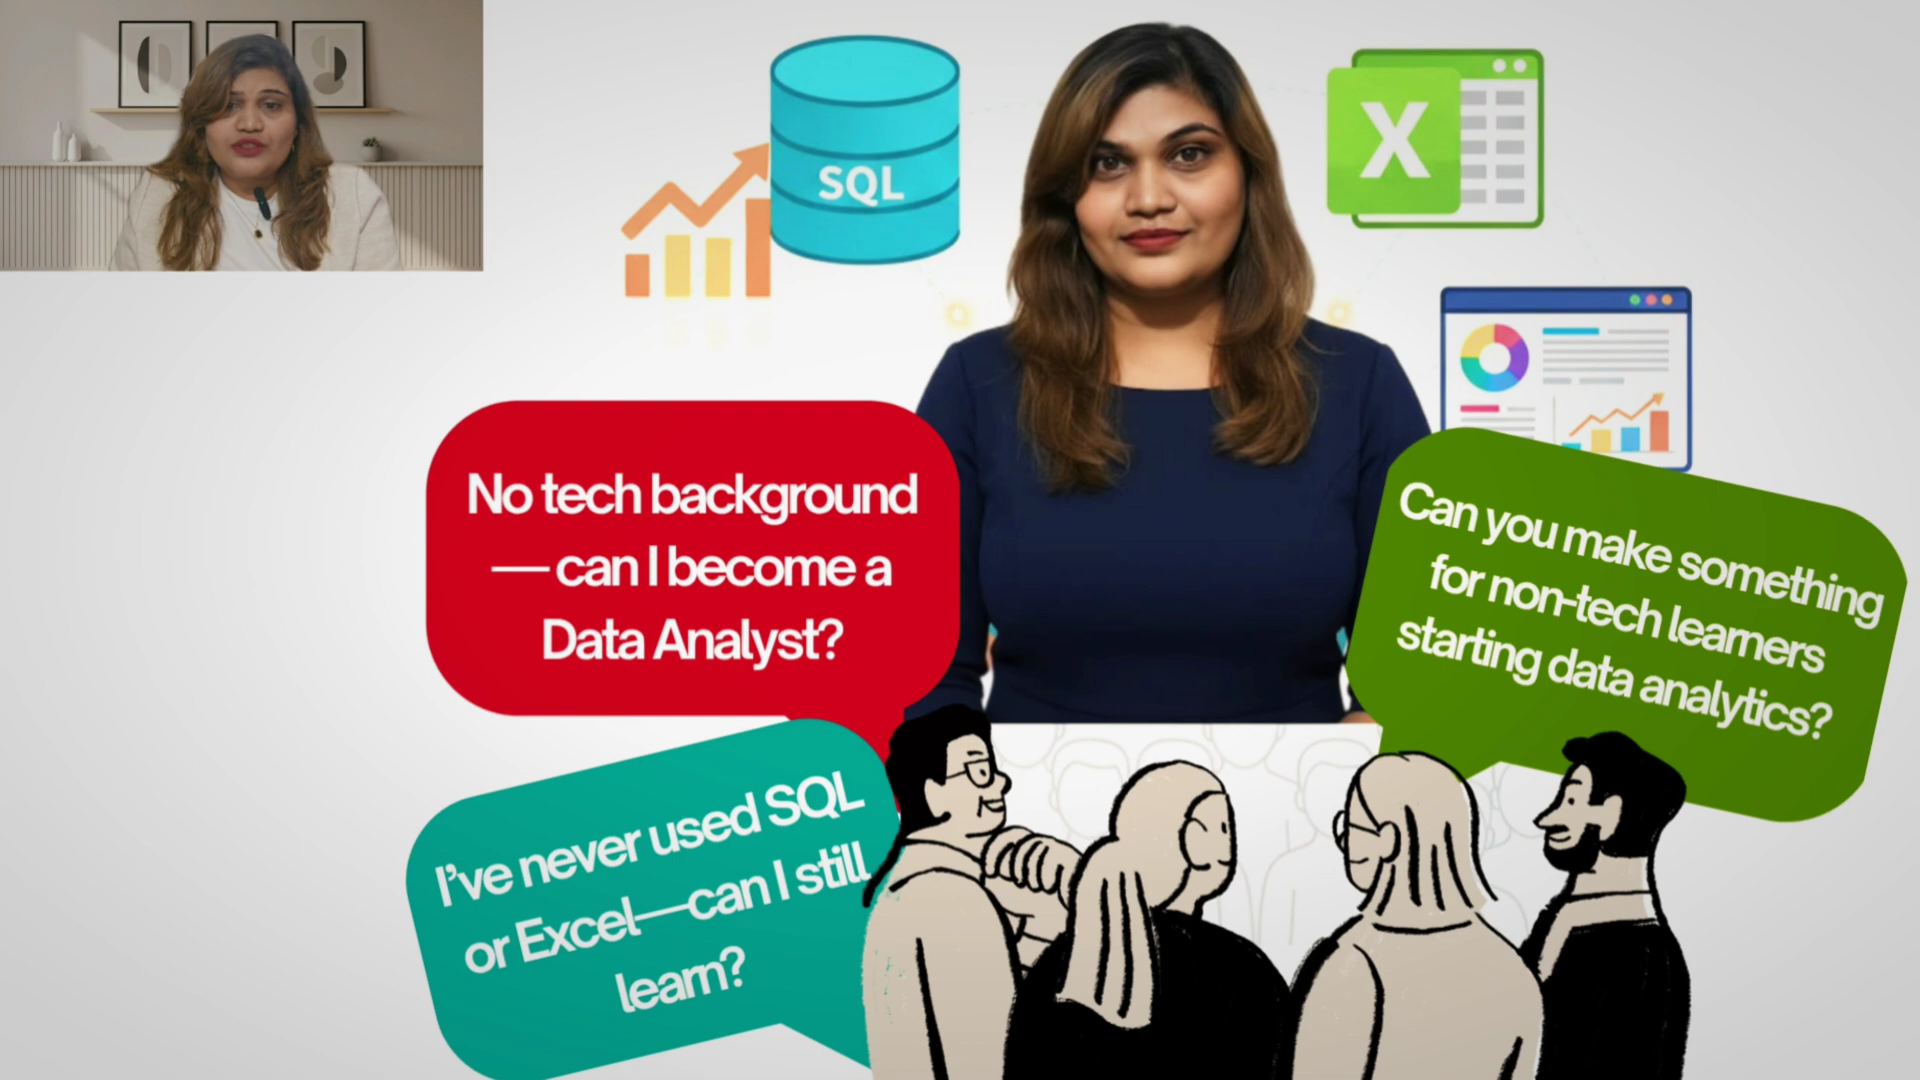 SQL
X
No tech background
— can I become a
Data Analyst?
Can you make something
for non-tech learners
starting data analytics?
I've never used SQL
or Excel—can I still
learn?